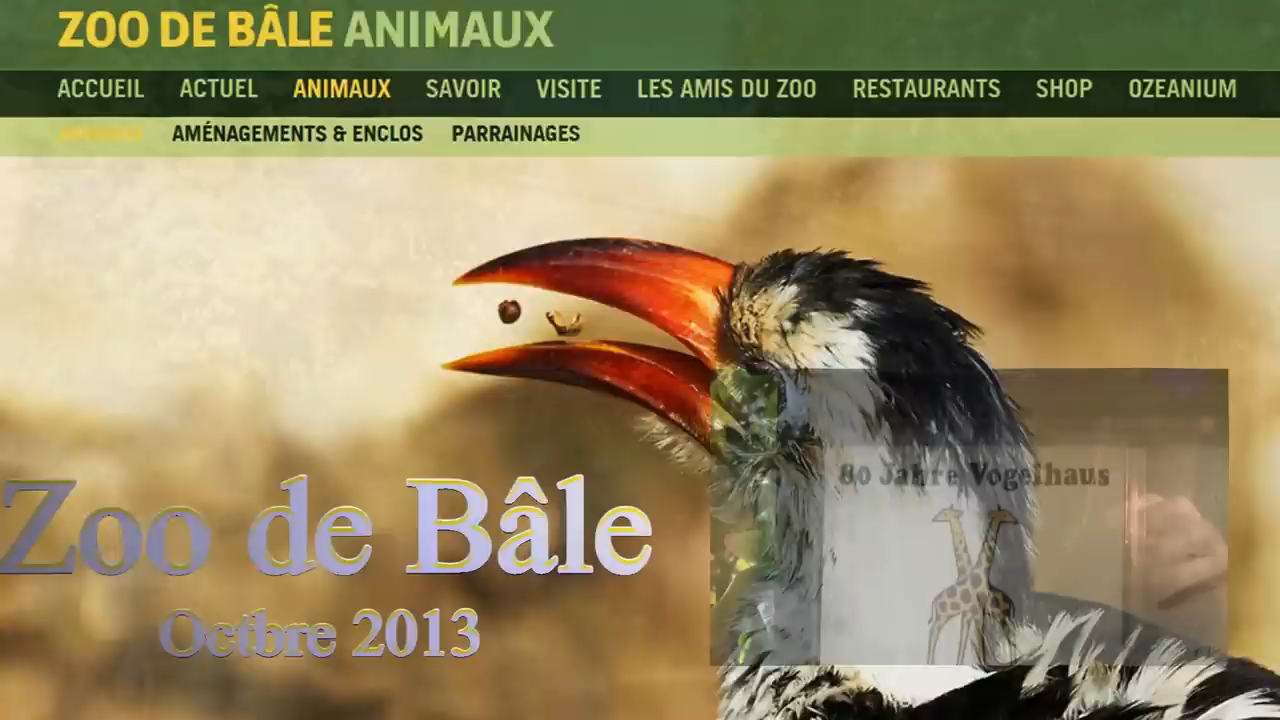 ZOO DE BÂLE ANIMAUX
ACCUEIL ACTUEL ANIMAUX SAVOIR VISITE LES AMIS DU ZOO RESTAURANTS SHOP OZEANIUM
AMÉNAGEMENTS & ENCLOS PARRAINAGES
80 Jahre Vogelhaus
Zoo de Bâle
Octbre 2013